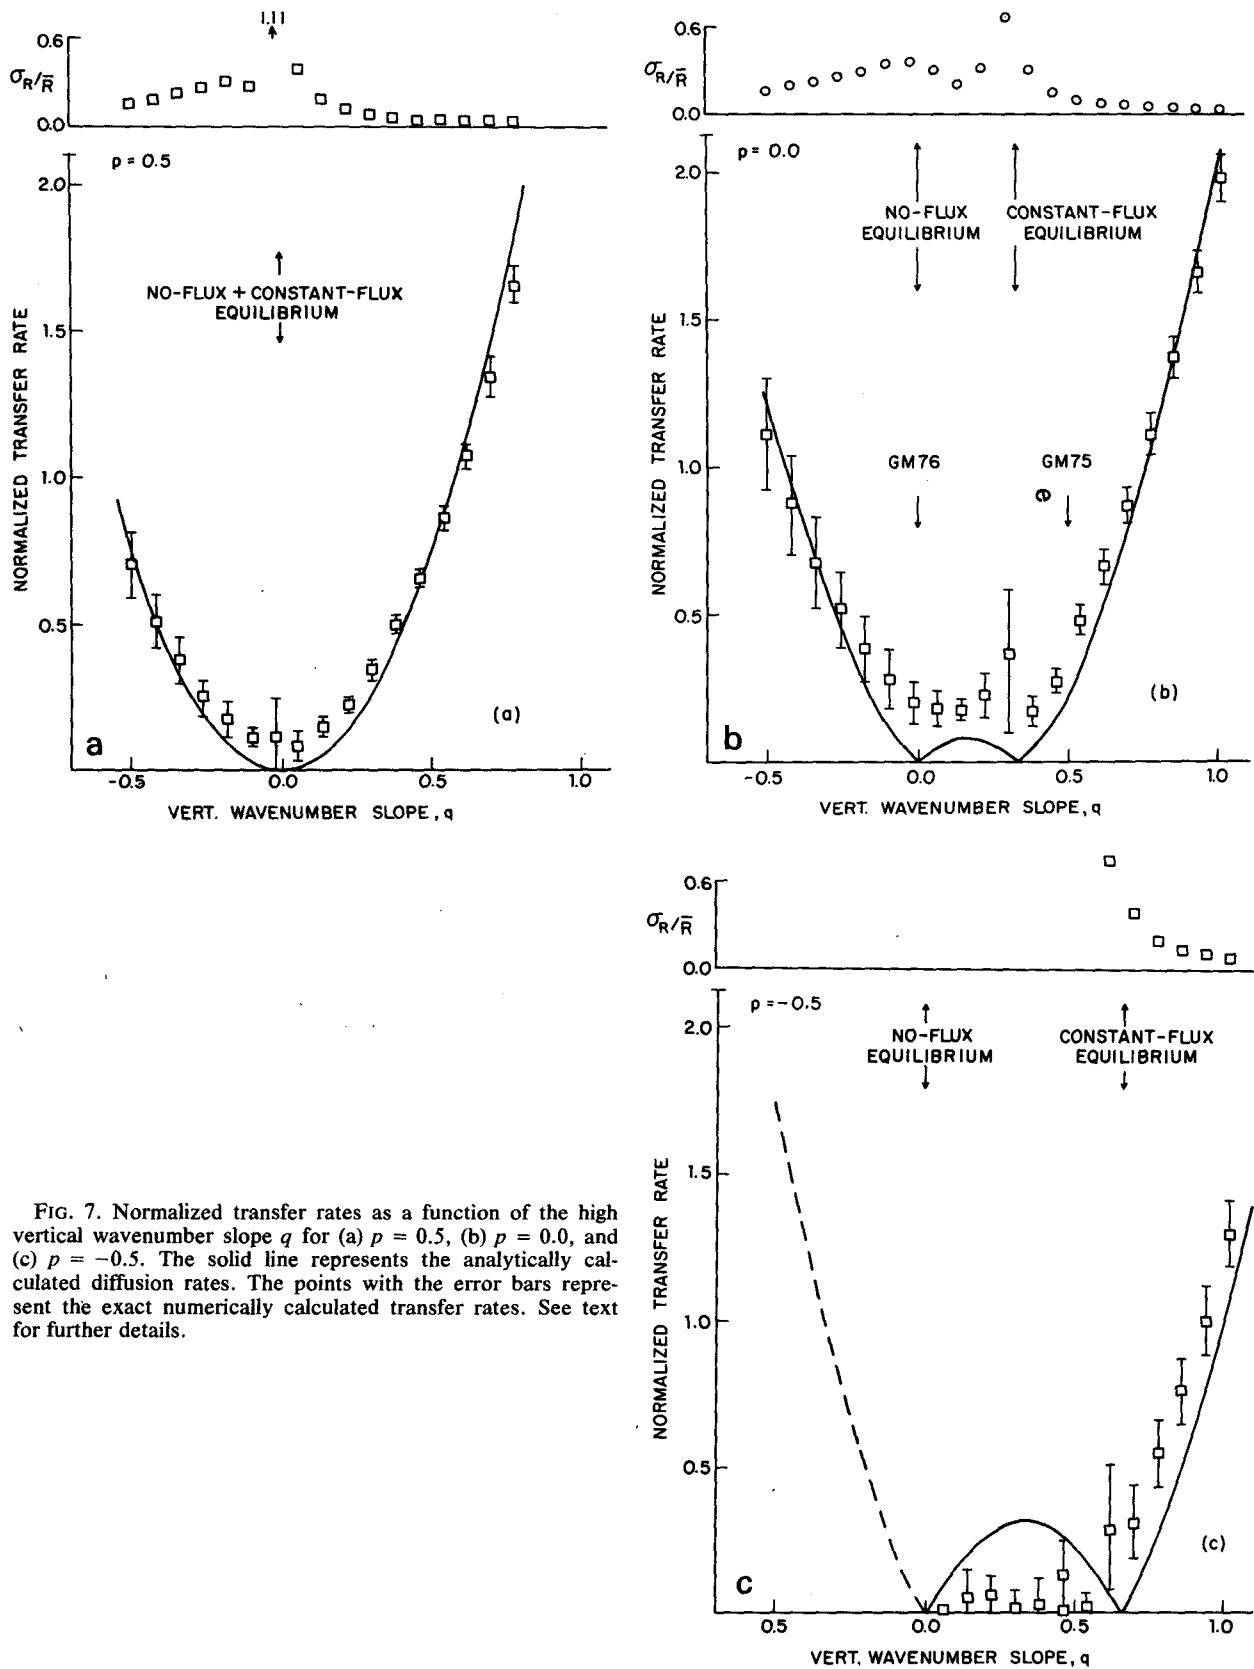 1.11
0.6
σR/R̄
0.0
p = 0.5
2.0
NO-FLUX + CONSTANT-FLUX
EQUILIBRIUM
1.5
1.0
0.5
NORMALIZED TRANSFER RATE
(a)
a
-0.5 0.0 0.5 1.0
VERT. WAVENUMBER SLOPE, q
0.6
σR/R̄
0.0
p = 0.0
2.0
NO-FLUX
EQUILIBRIUM
CONSTANT-FLUX
EQUILIBRIUM
1.5
GM76
GM75
1.0
0.5
NORMALIZED TRANSFER RATE
(b)
b
-0.5 0.0 0.5 1.0
VERT. WAVENUMBER SLOPE, q
0.6
σR/R̄
0.0
p = -0.5
2.0
NO-FLUX
EQUILIBRIUM
CONSTANT-FLUX
EQUILIBRIUM
1.5
1.0
0.5
NORMALIZED TRANSFER RATE
(c)
c
0.5 0.0 0.5 1.0
VERT. WAVENUMBER SLOPE, q
FIG. 7. Normalized transfer rates as a function of the high
vertical wavenumber slope q for (a) p = 0.5, (b) p = 0.0, and
(c) p = −0.5. The solid line represents the analytically cal-
culated diffusion rates. The points with the error bars repre-
sent the exact numerically calculated transfer rates. See text
for further details.